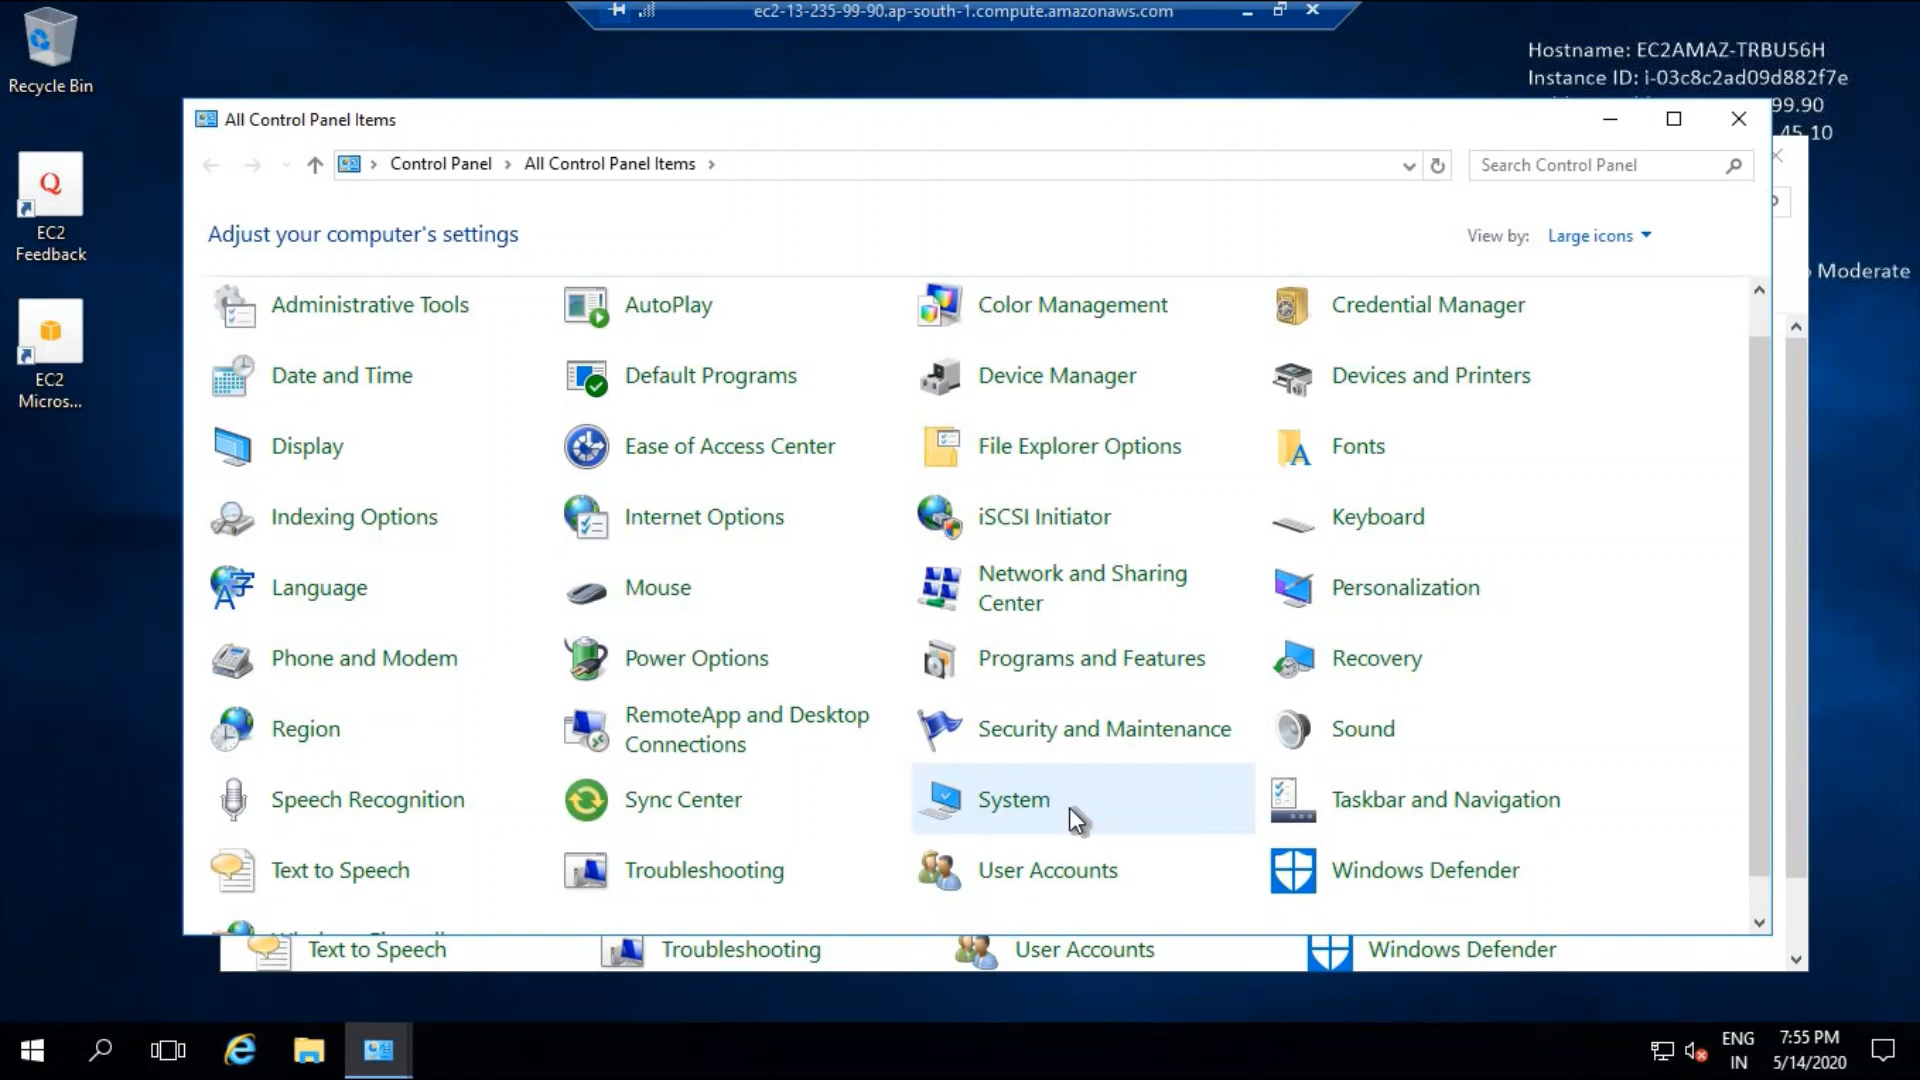 ec2-13-235-99-90.ap-south-1.compute.amazonaws.com
Recycle Bin
EC2
Feedback
EC2
Micros...
Hostname: EC2AMAZ-TRBU56H
Instance ID: i-03c8c2ad09d882f7e
99.90
45.10
Moderate
All Control Panel Items
Control Panel
All Control Panel Items
Search Control Panel
Adjust your computer's settings
View by:
Large icons
Administrative Tools
AutoPlay
Color Management
Credential Manager
Date and Time
Default Programs
Device Manager
Devices and Printers
Display
Ease of Access Center
File Explorer Options
Fonts
Indexing Options
Internet Options
iSCSI Initiator
Keyboard
Language
Mouse
Network and Sharing
Center
Personalization
Phone and Modem
Power Options
Programs and Features
Recovery
Region
RemoteApp and Desktop
Connections
Security and Maintenance
Sound
Speech Recognition
Sync Center
System
Taskbar and Navigation
Text to Speech
Troubleshooting
User Accounts
Windows Defender
Text to Speech
Troubleshooting
User Accounts
Windows Defender
ENG
IN
7:55 PM
5/14/2020